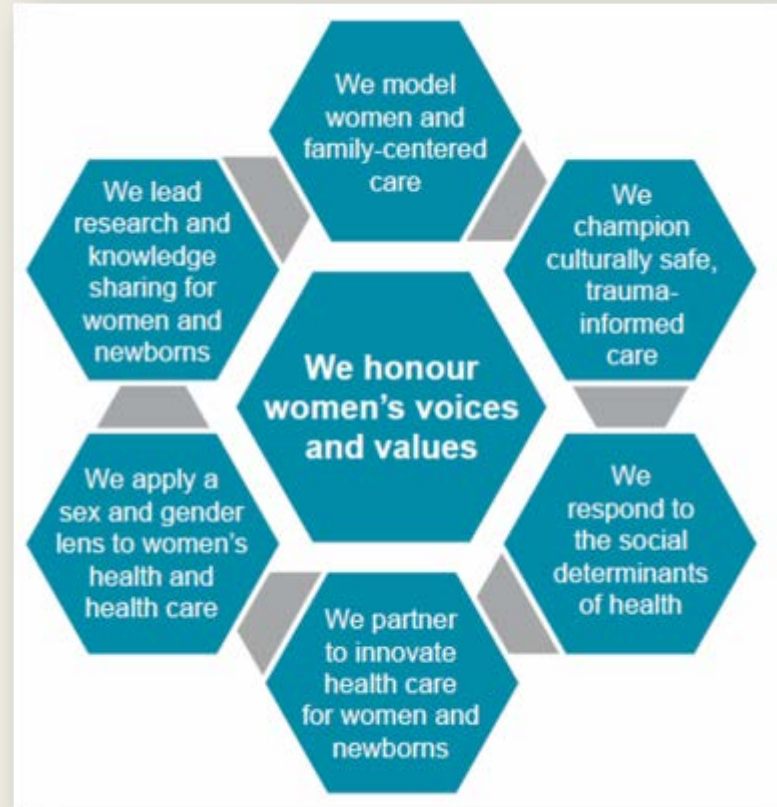 We model
women and
family-centered
care
We
champion
culturally safe,
trauma-
informed
care
We
respond to
the social
determinants
of health
We partner
to innovate
health care
for women and
newborns
We apply a
sex and gender
lens to women's
health and
health care
We lead
research and
knowledge
sharing for
women and
newborns
We honour
women's voices
and values